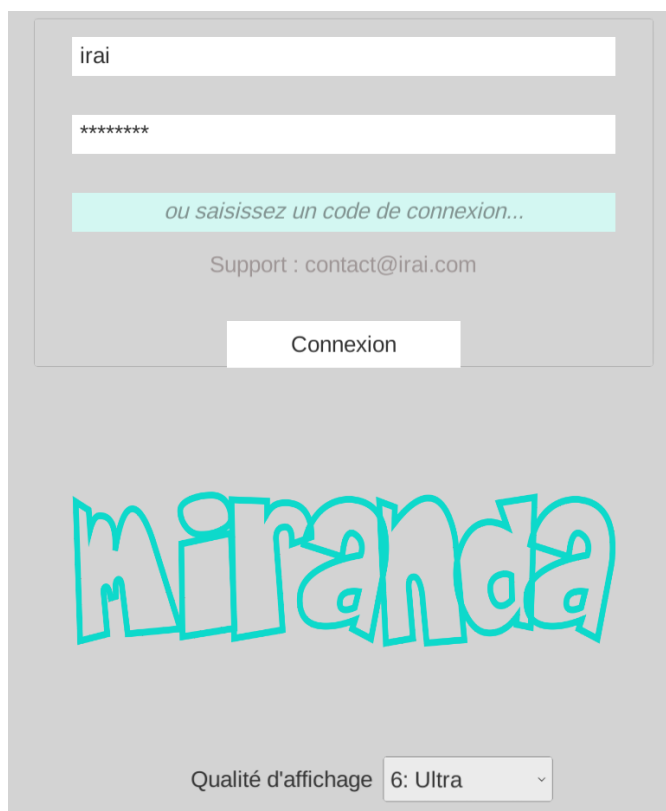 irai
********
ou saisissez un code de connexion...
Support : contact@irai.com
Connexion
miranda
Qualité d'affichage 6: Ultra